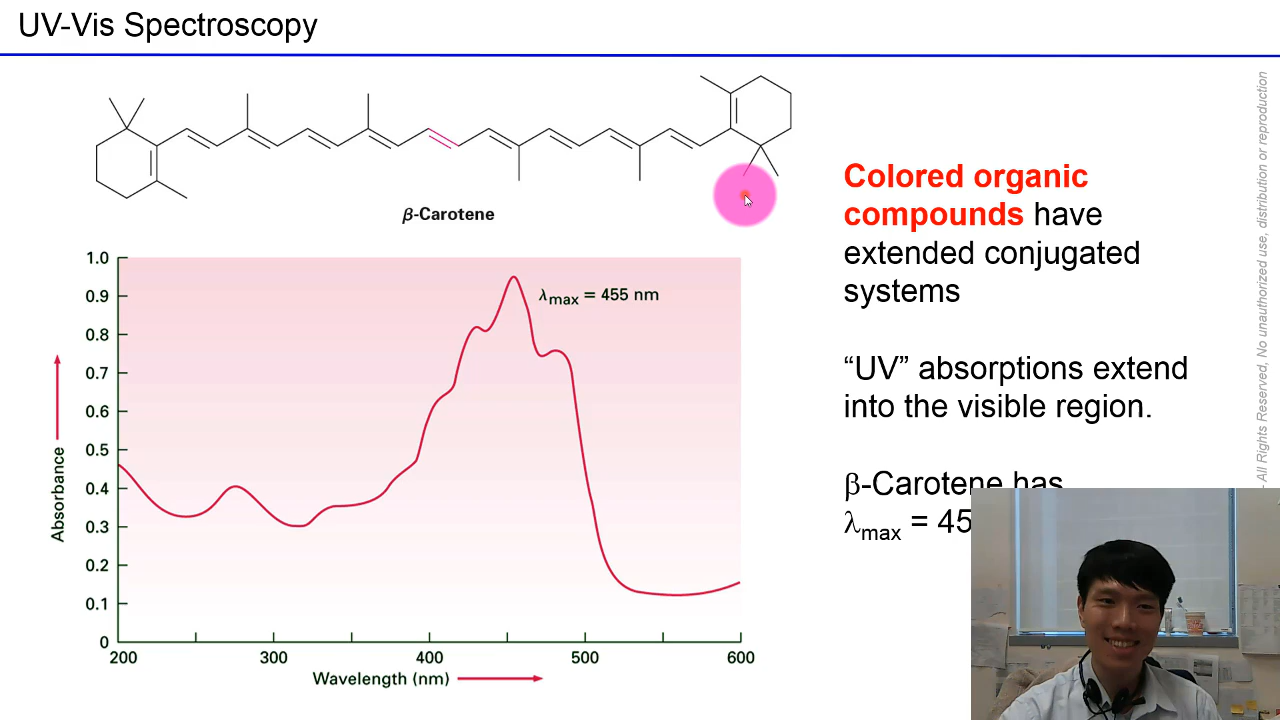 UV-Vis Spectroscopy
β-Carotene
Colored organic
compounds have
extended conjugated
systems
“UV” absorptions extend
into the visible region.
β-Carotene has
λmax = 45
λmax = 455 nm
Absorbance
1.0
0.9
0.8
0.7
0.6
0.5
0.4
0.3
0.2
0.1
0
200 300 400 500 600
Wavelength (nm)
- All Rights Reserved, No unauthorized use, distribution or reproduction